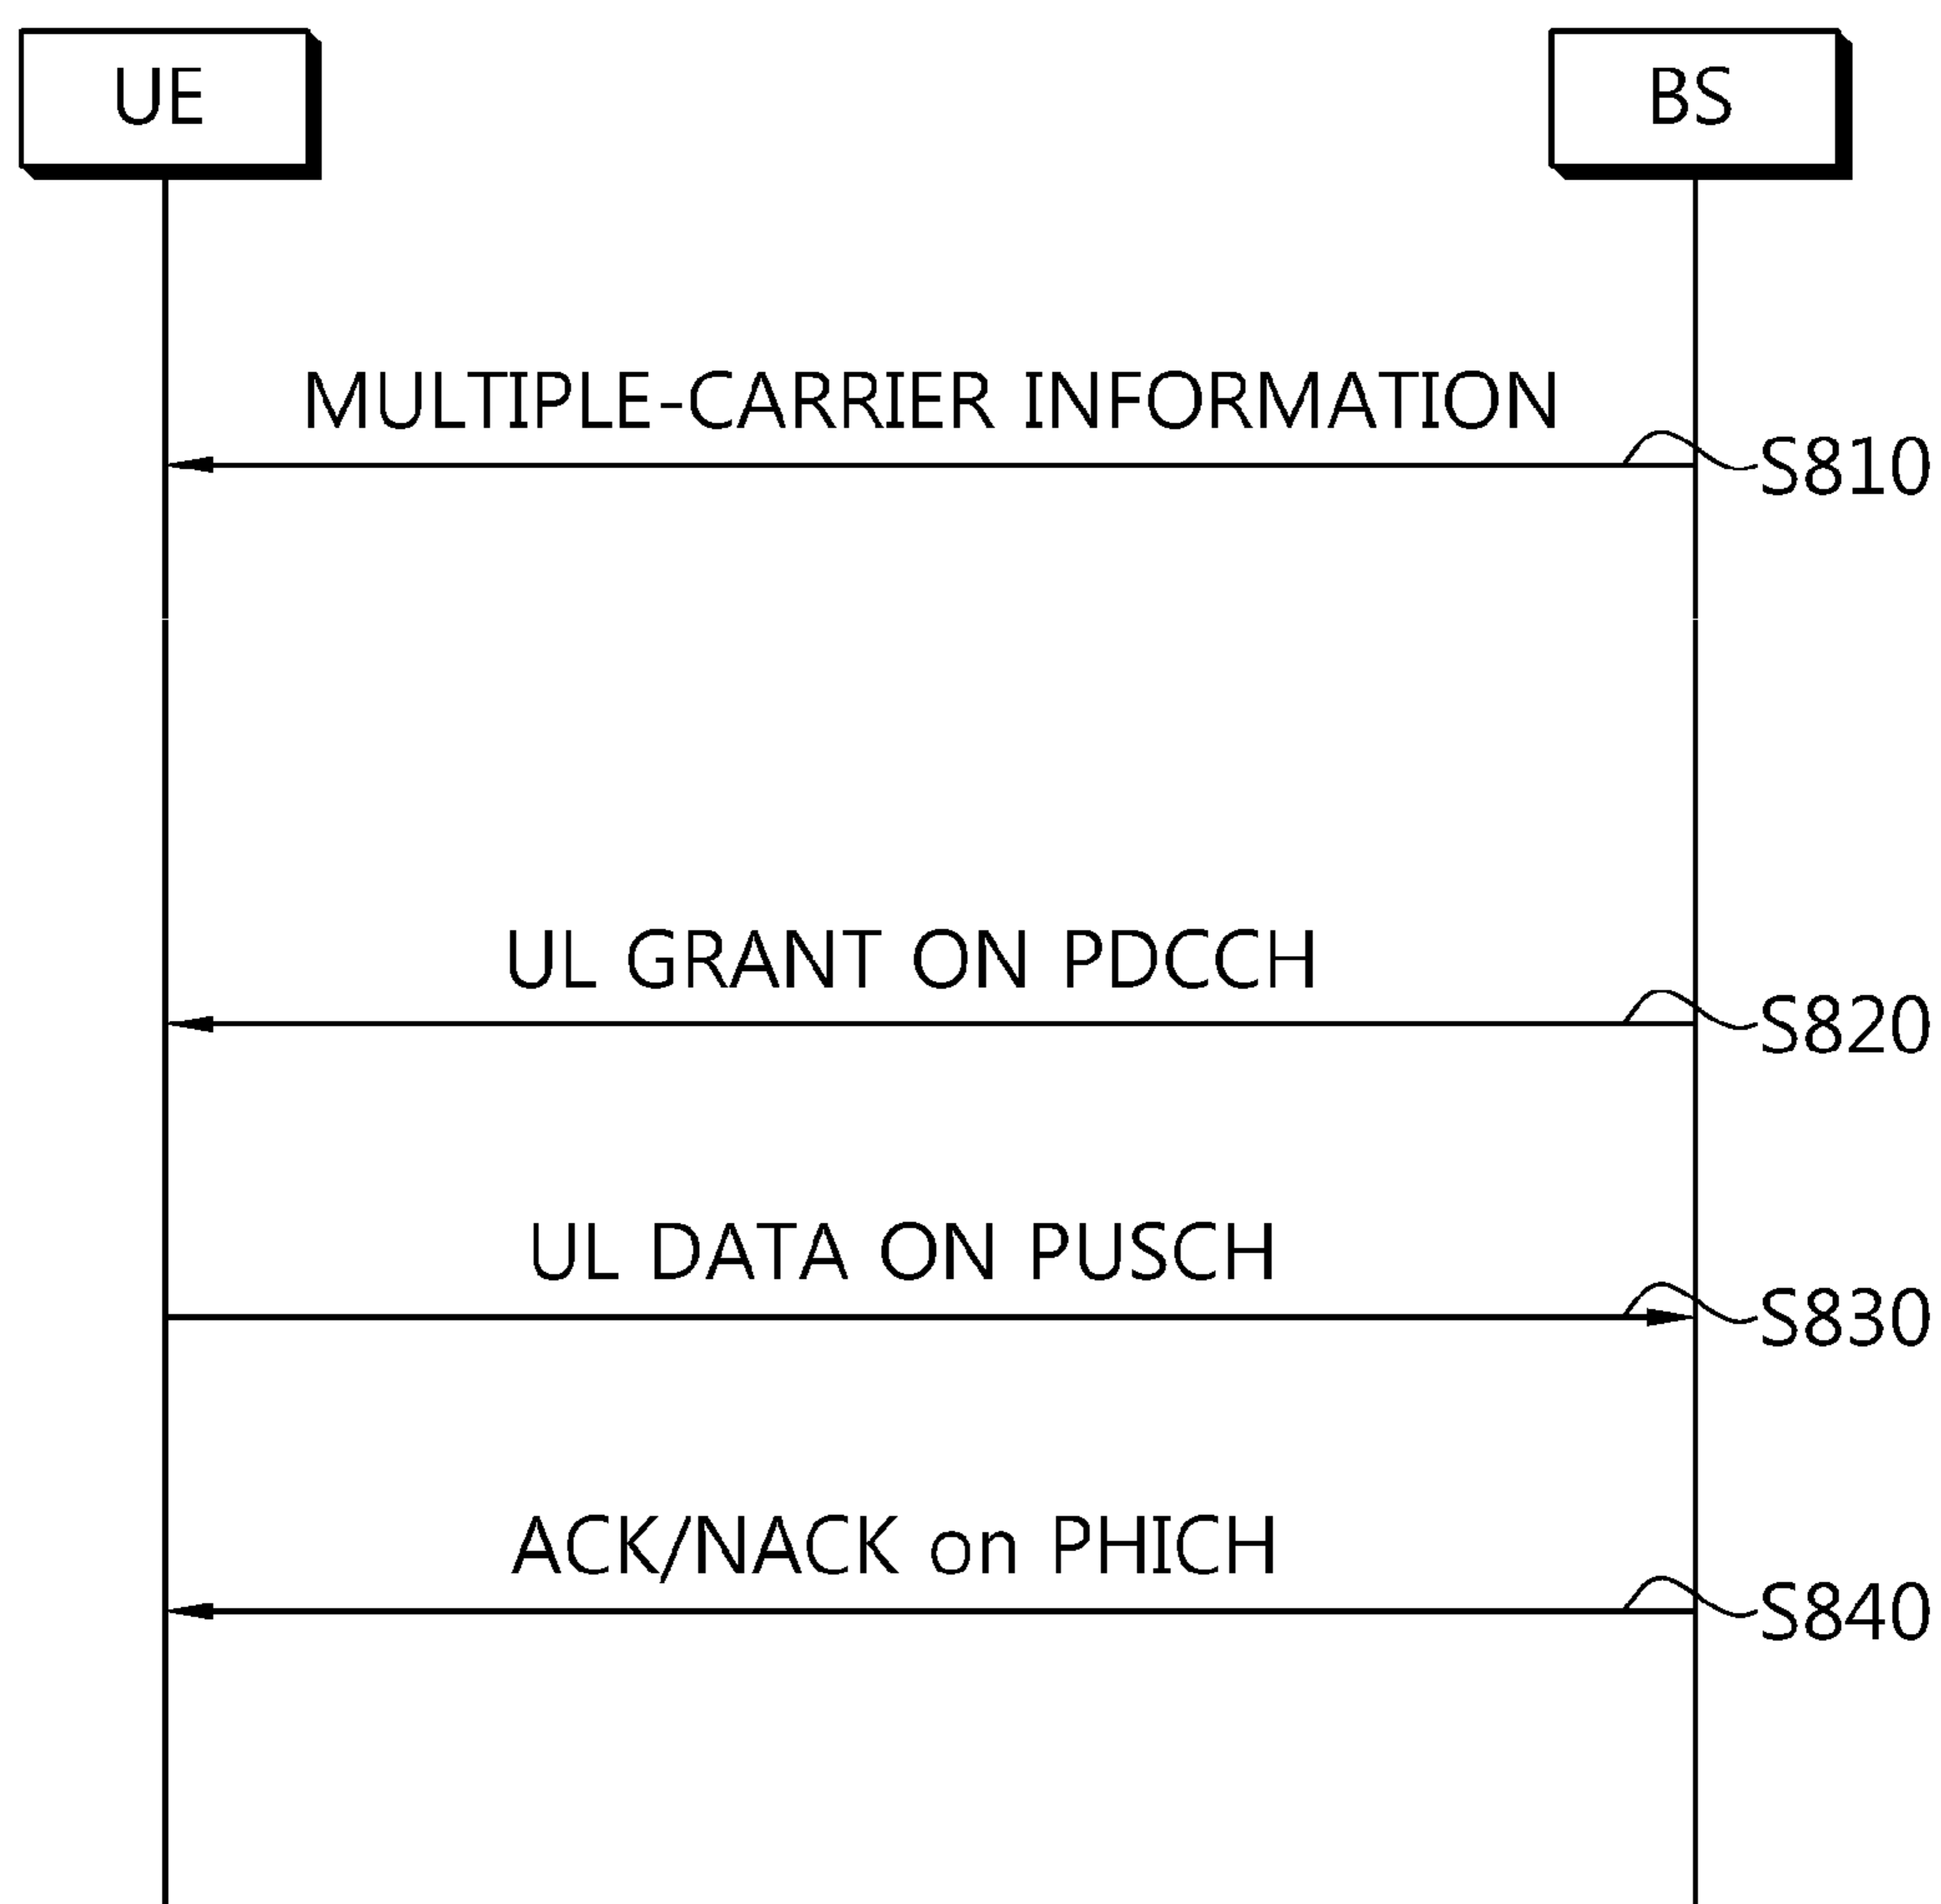 UE
BS
MULTIPLE-CARRIER INFORMATION
S810
UL GRANT ON PDCCH
S820
UL DATA ON PUSCH
S830
ACK/NACK on PHICH
S840